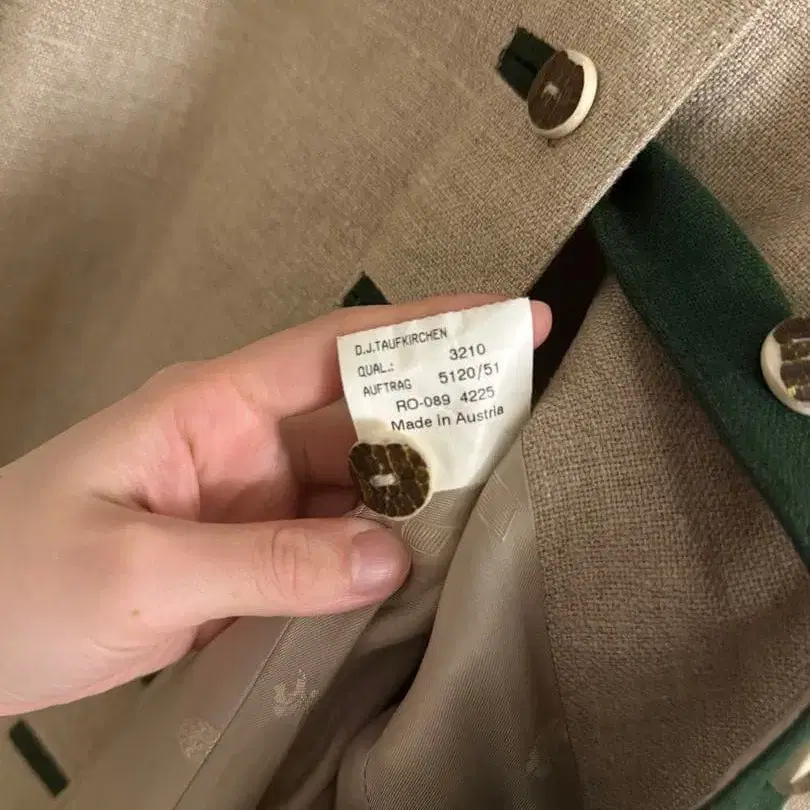 D.J.TAUFKIRCHEN
QUAL.: 3210
AUFTRAG 5120/51
RO-089 4225
Made in Austria